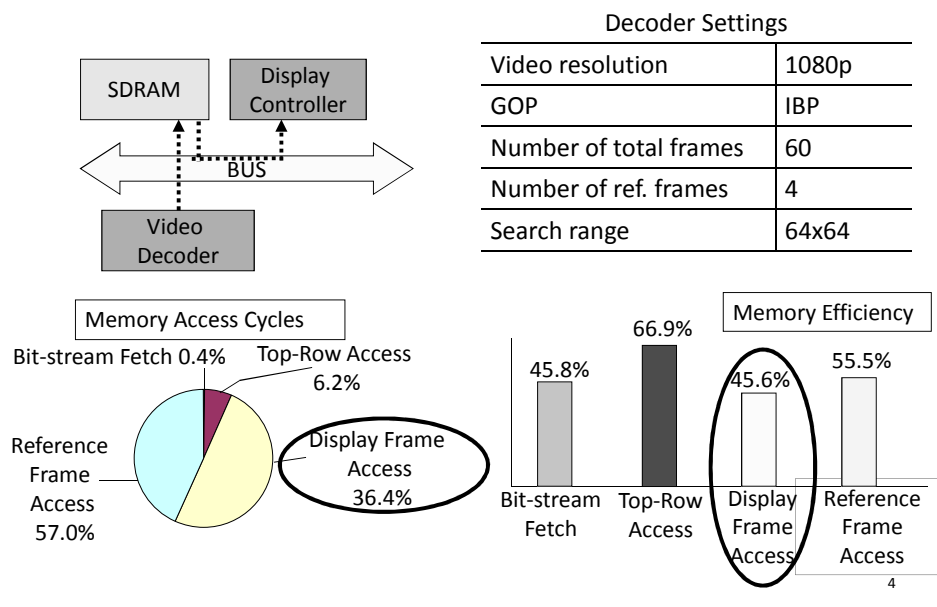 Decoder Settings
Video resolution 1080p
GOP IBP
Number of total frames 60
Number of ref. frames 4
Search range 64x64
SDRAM
Display
Controller
BUS
Video
Decoder
Memory Access Cycles
Bit-stream Fetch 0.4%
Top-Row Access
6.2%
Display Frame
Access
36.4%
Reference
Frame
Access
57.0%
Memory Efficiency
45.8%
66.9%
45.6%
55.5%
Bit-stream
Fetch
Top-Row
Access
Display
Frame
Access
Reference
Frame
Access
4